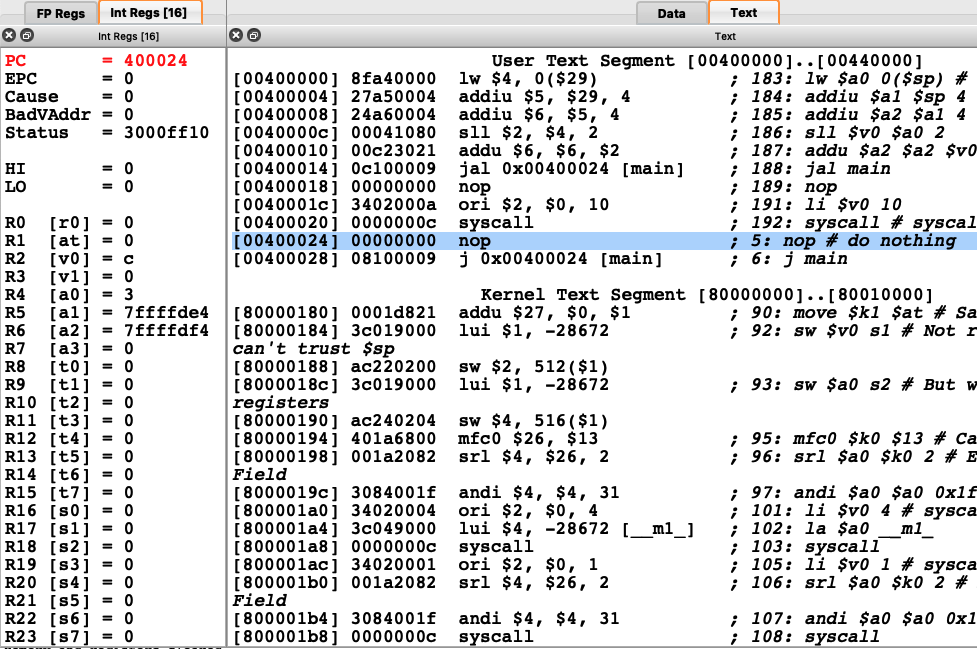 FP Regs
Int Regs [16]
Data
Text
Int Regs [16]
Text
PC = 400024
EPC = 0
Cause = 0
BadVAddr = 0
Status = 3000ff10
HI = 0
LO = 0
R0 [r0] = 0
R1 [at] = 0
R2 [v0] = c
R3 [v1] = 0
R4 [a0] = 3
R5 [a1] = 7ffffde4
R6 [a2] = 7ffffdf4
R7 [a3] = 0
R8 [t0] = 0
R9 [t1] = 0
R10 [t2] = 0
R11 [t3] = 0
R12 [t4] = 0
R13 [t5] = 0
R14 [t6] = 0
R15 [t7] = 0
R16 [s0] = 0
R17 [s1] = 0
R18 [s2] = 0
R19 [s3] = 0
R20 [s4] = 0
R21 [s5] = 0
R22 [s6] = 0
R23 [s7] = 0
User Text Segment [00400000]..[00440000]
[00400000] 8fa40000 lw $4, 0($29) ; 183: lw $a0 0($sp) #
[00400004] 27a50004 addiu $5, $29, 4 ; 184: addiu $a1 $sp 4
[00400008] 24a60004 addiu $6, $5, 4 ; 185: addiu $a2 $a1 4
[0040000c] 00041080 sll $2, $4, 2 ; 186: sll $v0 $a0 2
[00400010] 00c23021 addu $6, $6, $2 ; 187: addu $a2 $a2 $v0
[00400014] 0c100009 jal 0x00400024 [main] ; 188: jal main
[00400018] 00000000 nop ; 189: nop
[0040001c] 3402000a ori $2, $0, 10 ; 191: li $v0 10
[00400020] 0000000c syscall ; 192: syscall # syscal
[00400024] 00000000 nop ; 5: nop # do nothing
[00400028] 08100009 j 0x00400024 [main] ; 6: j main
Kernel Text Segment [80000000]..[80010000]
[80000180] 0001d821 addu $27, $0, $1 ; 90: move $k1 $at # Sa
[80000184] 3c019000 lui $1, -28672 ; 92: sw $v0 s1 # Not r
can't trust $sp
[80000188] ac220200 sw $2, 512($1)
[8000018c] 3c019000 lui $1, -28672 ; 93: sw $a0 s2 # But w
registers
[80000190] ac240204 sw $4, 516($1)
[80000194] 401a6800 mfc0 $26, $13 ; 95: mfc0 $k0 $13 # Ca
[80000198] 001a2082 srl $4, $26, 2 ; 96: srl $a0 $k0 2 # E
Field
[8000019c] 3084001f andi $4, $4, 31 ; 97: andi $a0 $a0 0x1f
[800001a0] 34020004 ori $2, $0, 4 ; 101: li $v0 4 # sysca
[800001a4] 3c049000 lui $4, -28672 [__m1_] ; 102: la $a0 __m1_
[800001a8] 0000000c syscall ; 103: syscall
[800001ac] 34020001 ori $2, $0, 1 ; 105: li $v0 1 # sysca
[800001b0] 001a2082 srl $4, $26, 2 ; 106: srl $a0 $k0 2 #
Field
[800001b4] 3084001f andi $4, $4, 31 ; 107: andi $a0 $a0 0x1
[800001b8] 0000000c syscall ; 108: syscall